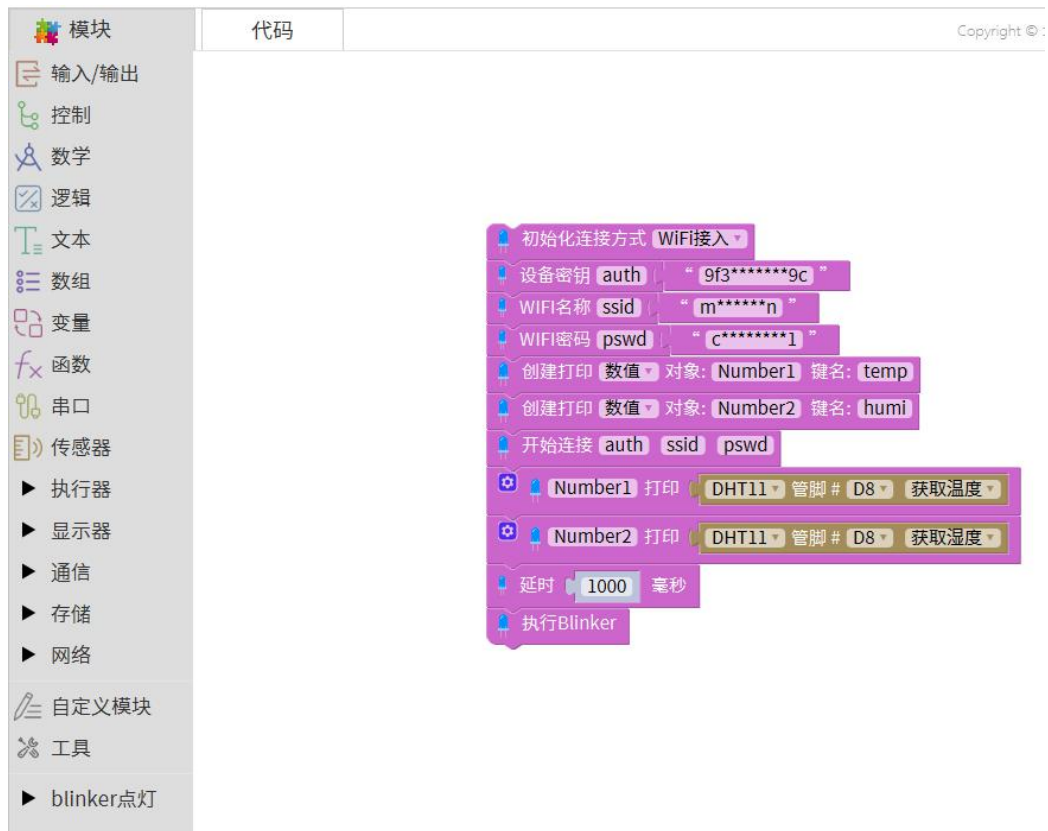 模块
代码
Copyright ©
输入/输出
控制
数学
逻辑
文本
数组
变量
函数
串口
传感器
执行器
显示器
通信
存储
网络
自定义模块
工具
blinker点灯
初始化连接方式 WiFi接入
设备密钥 auth “ 9f3*******9c ”
WIFI名称 ssid “ m******n ”
WIFI密码 pswd “ c********1 ”
创建打印 数值 对象: Number1 键名: temp
创建打印 数值 对象: Number2 键名: humi
开始连接 auth ssid pswd
Number1 打印 DHT11 管脚 # D8 获取温度
Number2 打印 DHT11 管脚 # D8 获取湿度
延时 1000 毫秒
执行Blinker